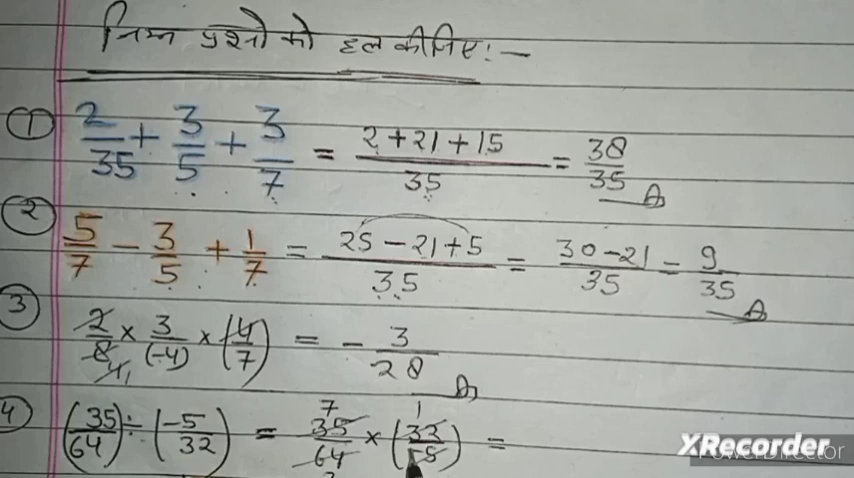 निम्न प्रश्नो को हल कीजिए:-
① 2/35 + 3/5 + 3/7 = (2+21+15)/35 = 38/35 A
② 5/7 - 3/5 + 1/7 = (25-21+5)/35 = (30-21)/35 = 9/35 A
③ 2/8 × 3/(-4) × (4/7) = - 3/28 A
④ (35/64) ÷ (-5/32) = 35/64 × (32/-5) =
XRecorder
PowerDirector